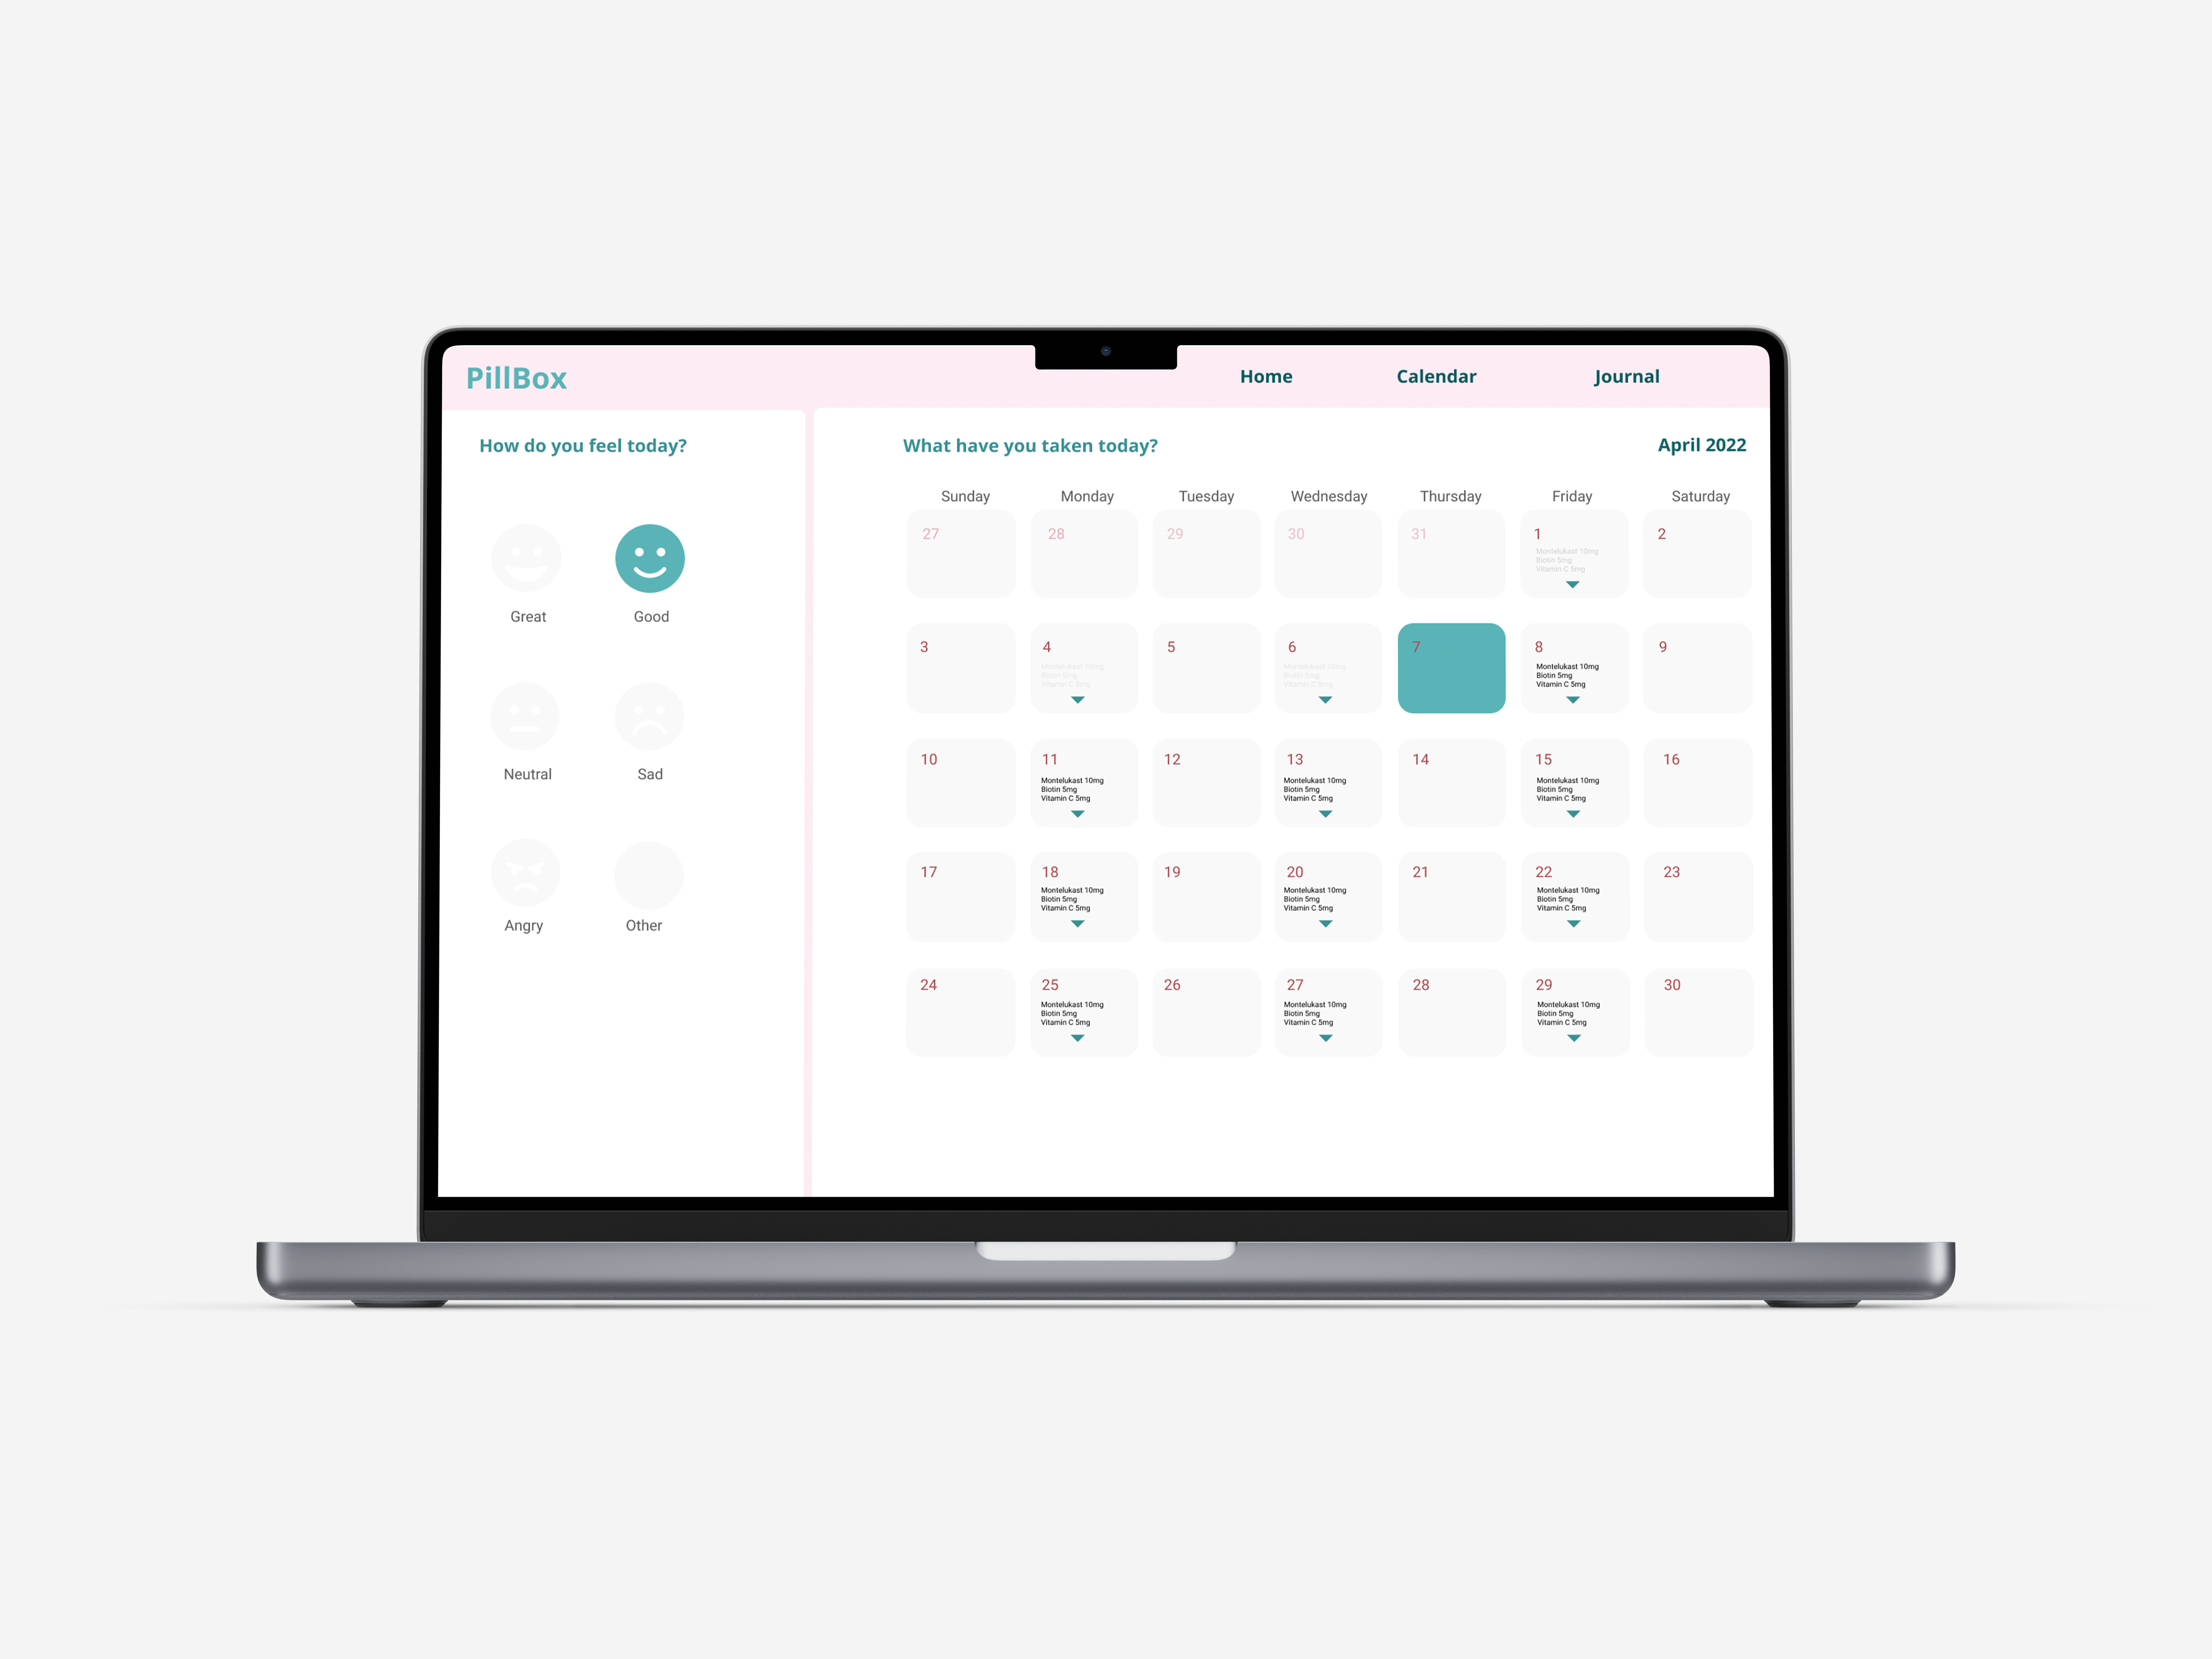 PillBox
Home Calendar Journal
How do you feel today?
Great Good
Neutral Sad
Angry Other
What have you taken today? April 2022
Sunday Monday Tuesday Wednesday Thursday Friday Saturday
27 28 29 30 31 1 2
Montelukast 10mg
Biotin 5mg
Vitamin C 5mg
3 4 5 6 7 8 9
Montelukast 10mg Montelukast 10mg Montelukast 10mg
Biotin 5mg Biotin 5mg Biotin 5mg
Vitamin C 5mg Vitamin C 5mg Vitamin C 5mg
10 11 12 13 14 15 16
Montelukast 10mg Montelukast 10mg Montelukast 10mg
Biotin 5mg Biotin 5mg Biotin 5mg
Vitamin C 5mg Vitamin C 5mg Vitamin C 5mg
17 18 19 20 21 22 23
Montelukast 10mg Montelukast 10mg Montelukast 10mg
Biotin 5mg Biotin 5mg Biotin 5mg
Vitamin C 5mg Vitamin C 5mg Vitamin C 5mg
24 25 26 27 28 29 30
Montelukast 10mg Montelukast 10mg Montelukast 10mg
Biotin 5mg Biotin 5mg Biotin 5mg
Vitamin C 5mg Vitamin C 5mg Vitamin C 5mg